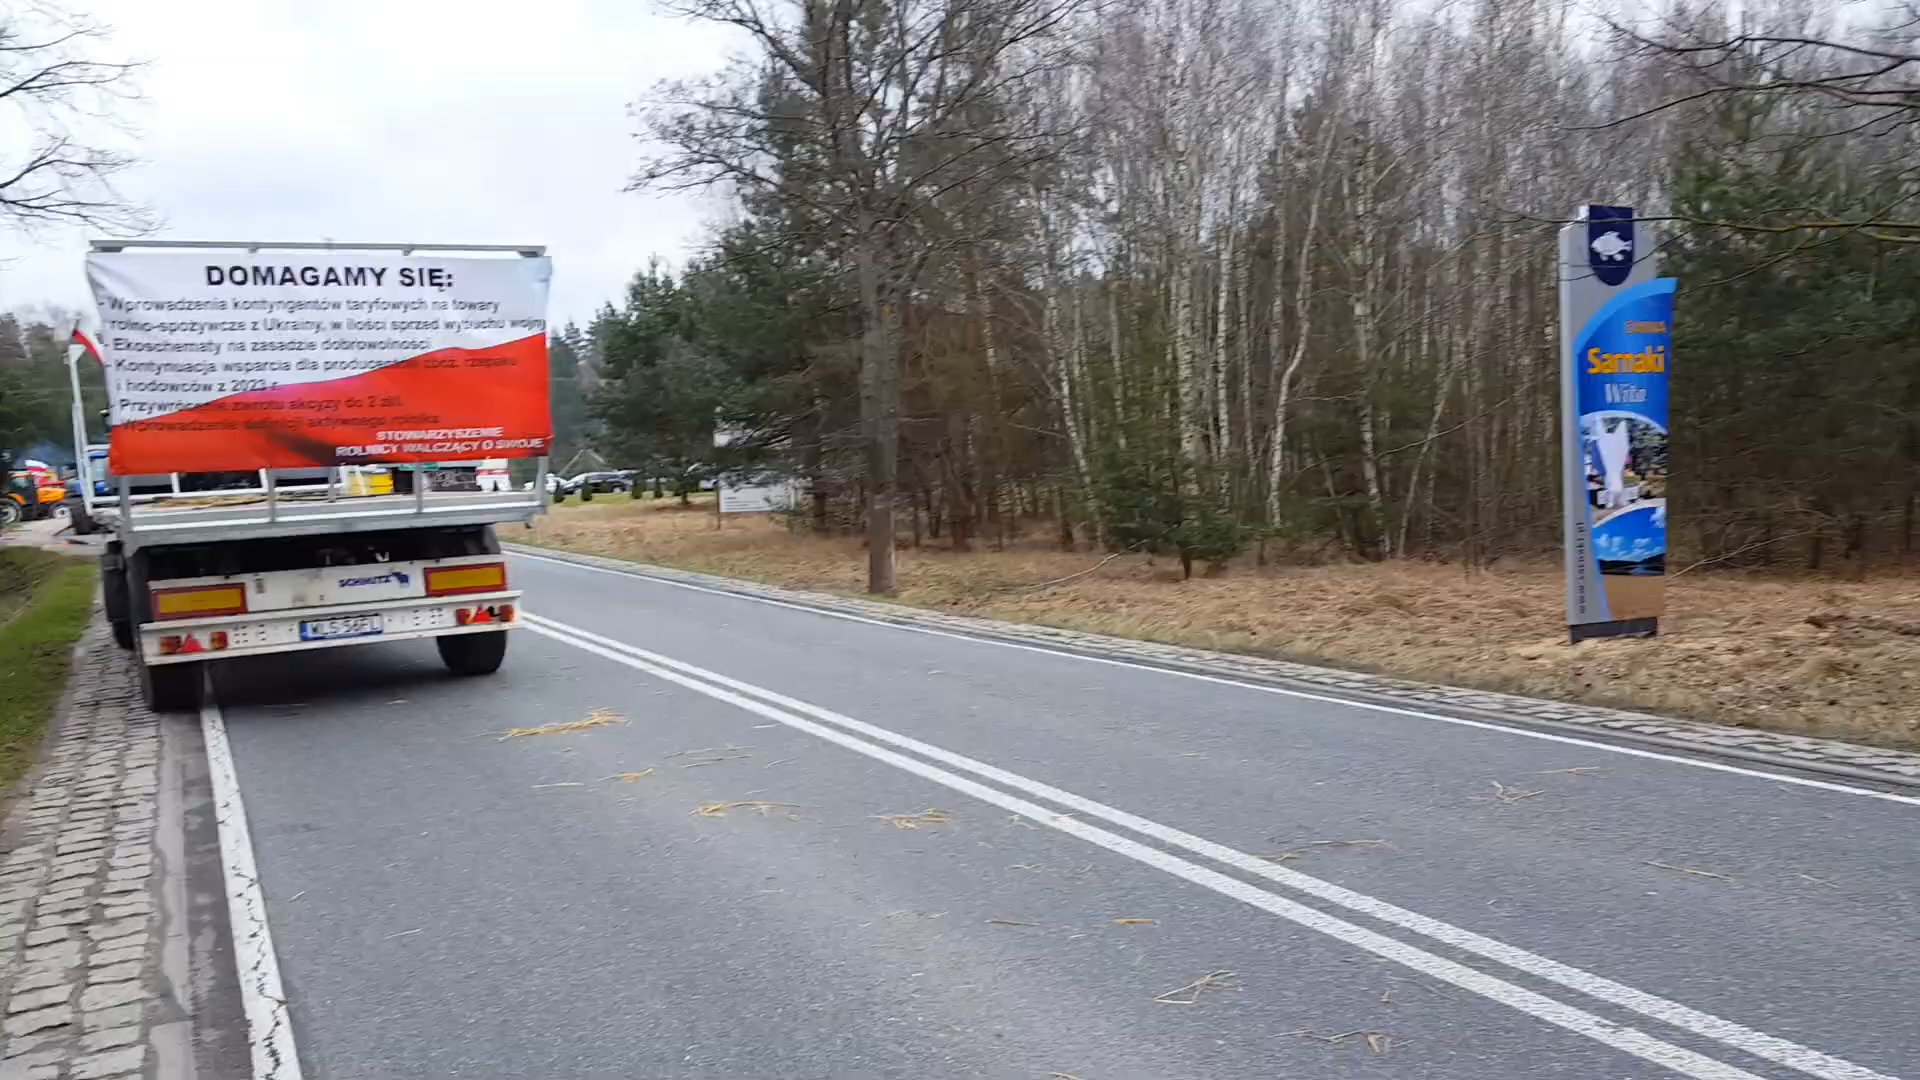 DOMAGAMY SIĘ:
- Wprowadzenia kontyngentów taryfowych na towary
rolno-spożywcze z Ukrainy, w ilości sprzed wybuchu wojny
- Ekoschematy na zasadzie dobrowolności
- Kontynuacja wsparcia dla producentów zbóż, rzepaku
i hodowców z 2023 r.
- Przywrócenie zwrotu akcyzy do 2 zł/l
- Wprowadzenie definicji aktywnego rolnika
STOWARZYSZENIE
ROLNICY WALCZĄCY O SWOJE
SCHMITZ
WLS 56FL
GMINA
Sarnaki
Wita